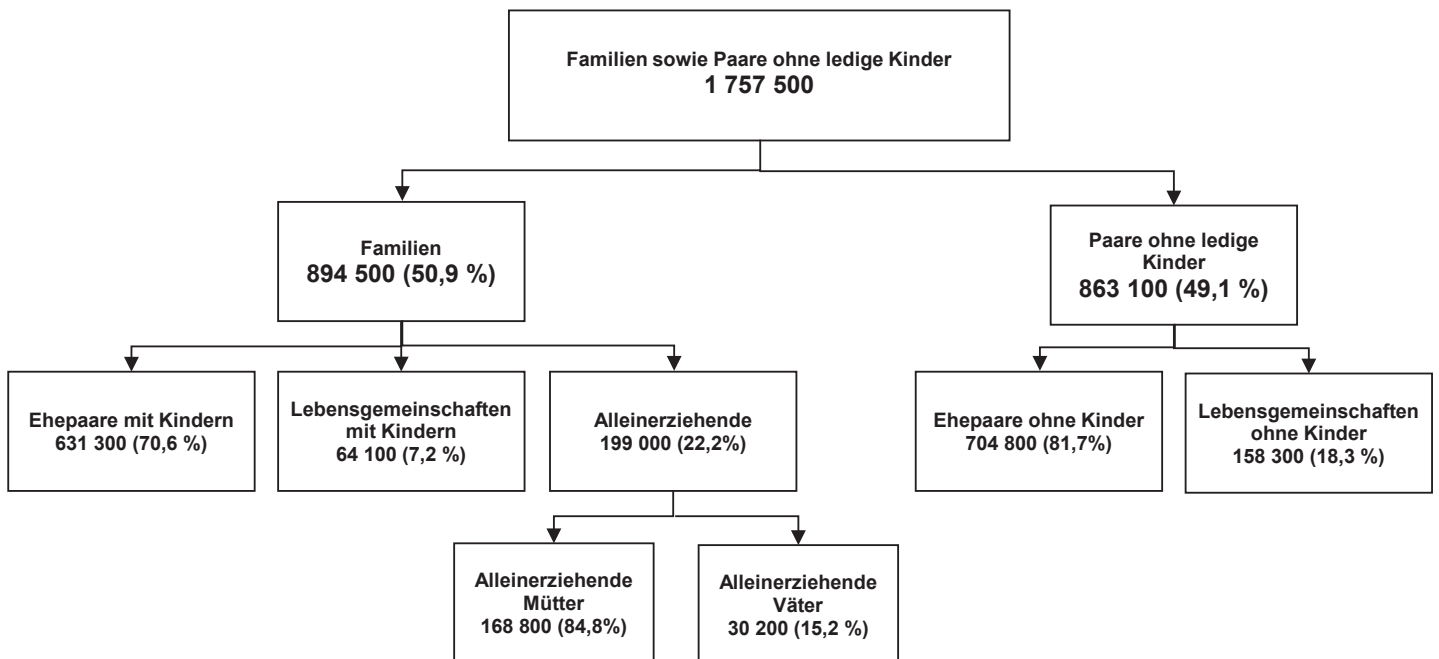 Familien sowie Paare ohne ledige Kinder
1 757 500
Familien
894 500 (50,9 %)
Paare ohne ledige
Kinder
863 100 (49,1 %)
Ehepaare mit Kindern
631 300 (70,6 %)
Lebensgemeinschaften
mit Kindern
64 100 (7,2 %)
Alleinerziehende
199 000 (22,2%)
Ehepaare ohne Kinder
704 800 (81,7%)
Lebensgemeinschaften
ohne Kinder
158 300 (18,3 %)
Alleinerziehende
Mütter
168 800 (84,8%)
Alleinerziehende
Väter
30 200 (15,2 %)